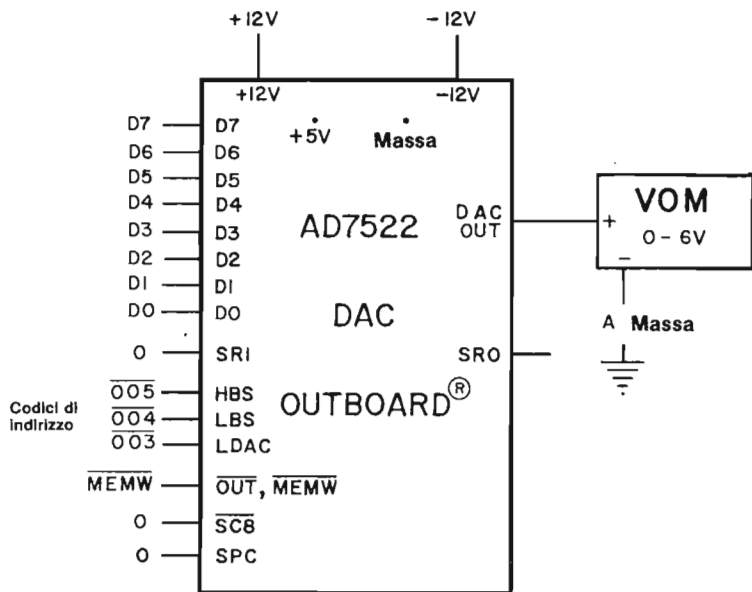 +12V -12V
+12V -12V
+5V Massa
D7 D7
D6 D6
D5 D5
D4 D4
D3 D3
D2 D2
D1 D1
D0 D0
0 SRI
Codici di
indirizzo
005 HBS
004 LBS
003 LDAC
MEMW OUT, MEMW
0 SC8
0 SPC
AD7522
DAC
OUTBOARD®
DAC
OUT
SRO
VOM
0-6V
+
–
A Massa